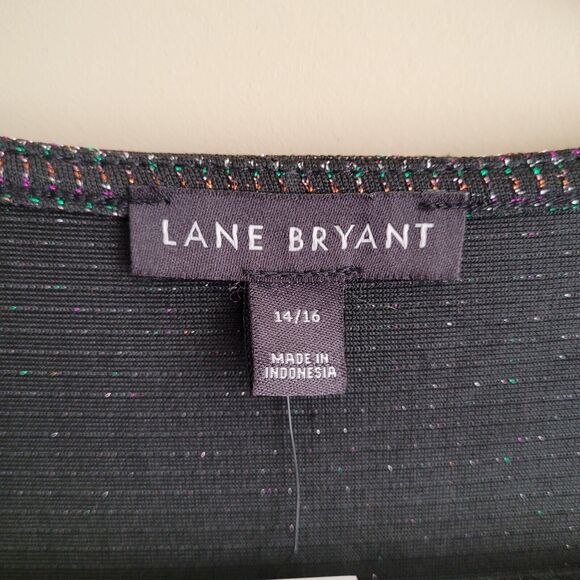 LANE BRYANT
14/16
MADE IN
INDONESIA